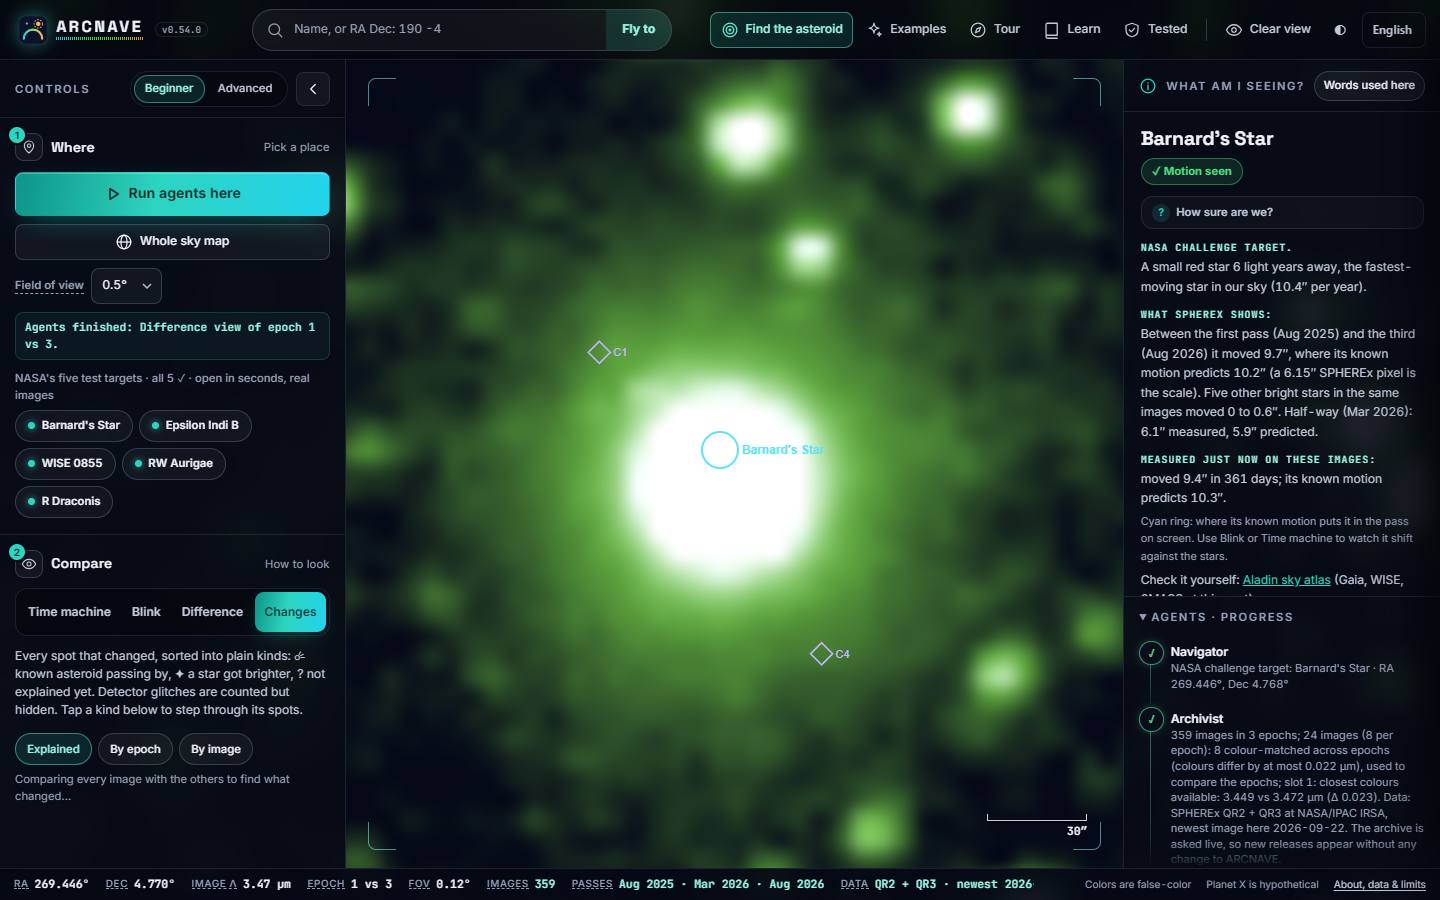 ARCNAVE
v0.54.0
Name, or RA Dec: 190 -4
Fly to
Find the asteroid
Examples
Tour
Learn
Tested
Clear view
English
CONTROLS
Beginner
Advanced
1
Where
Pick a place
Run agents here
Whole sky map
Field of view
0.5°
Agents finished: Difference view of epoch 1
vs 3.
NASA's five test targets · all 5 ✓ · open in seconds, real
images
Barnard's Star
Epsilon Indi B
WISE 0855
RW Aurigae
R Draconis
2
Compare
How to look
Time machine
Blink
Difference
Changes
Every spot that changed, sorted into plain kinds: ☄
known asteroid passing by, ✦ a star got brighter, ? not
explained yet. Detector glitches are counted but
hidden. Tap a kind below to step through its spots.
Explained
By epoch
By image
Comparing every image with the others to find what
changed…
C1
Barnard's Star
C4
30″
WHAT AM I SEEING?
Words used here
Barnard's Star
✓ Motion seen
? How sure are we?
NASA CHALLENGE TARGET.
A small red star 6 light years away, the fastest-
moving star in our sky (10.4″ per year).
WHAT SPHEREX SHOWS:
Between the first pass (Aug 2025) and the third
(Aug 2026) it moved 9.7″, where its known
motion predicts 10.2″ (a 6.15″ SPHEREx pixel is
the scale). Five other bright stars in the same
images moved 0 to 0.6″. Half-way (Mar 2026):
6.1″ measured, 5.9″ predicted.
MEASURED JUST NOW ON THESE IMAGES:
moved 9.4″ in 361 days; its known motion
predicts 10.3″.
Cyan ring: where its known motion puts it in the pass
on screen. Use Blink or Time machine to watch it shift
against the stars.
Check it yourself: Aladin sky atlas (Gaia, WISE,
▾ AGENTS · PROGRESS
✓ Navigator
NASA challenge target: Barnard's Star · RA
269.446°, Dec 4.768°
✓ Archivist
359 images in 3 epochs; 24 images (8 per
epoch): 8 colour-matched across epochs
(colours differ by at most 0.022 µm), used to
compare the epochs; slot 1: closest colours
available: 3.449 vs 3.472 µm (Δ 0.023). Data:
SPHEREx QR2 + QR3 at NASA/IPAC IRSA,
newest image here 2026-09-22. The archive is
asked live, so new releases appear without any
change to ARCNAVE.
RA 269.446°
DEC 4.770°
IMAGE Λ 3.47 µm
EPOCH 1 vs 3
FOV 0.12°
IMAGES 359
PASSES Aug 2025 · Mar 2026 · Aug 2026
DATA QR2 + QR3 · newest 2026
Colors are false-color
Planet X is hypothetical
About, data & limits